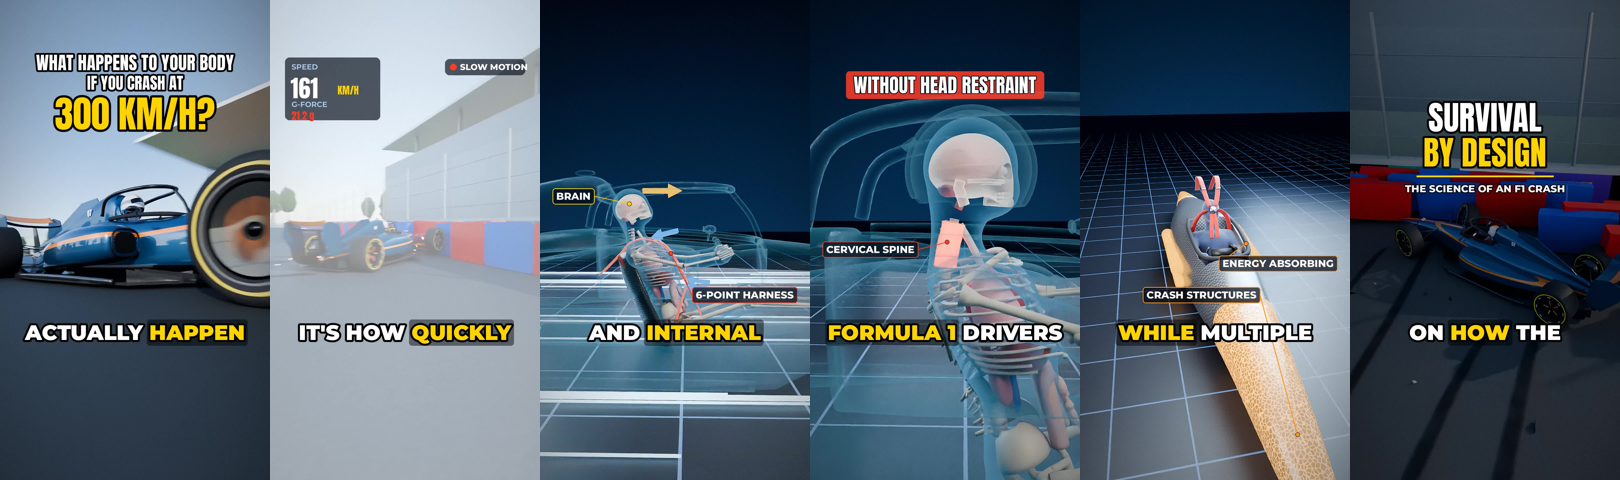 WHAT HAPPENS TO YOUR BODY
IF YOU CRASH AT
300 KM/H?
ACTUALLY HAPPEN
SPEED
161 KM/H
G-FORCE
21.2 g
SLOW MOTION
IT'S HOW QUICKLY
BRAIN
6-POINT HARNESS
AND INTERNAL
WITHOUT HEAD RESTRAINT
CERVICAL SPINE
FORMULA 1 DRIVERS
ENERGY ABSORBING
CRASH STRUCTURES
WHILE MULTIPLE
SURVIVAL
BY DESIGN
THE SCIENCE OF AN F1 CRASH
ON HOW THE